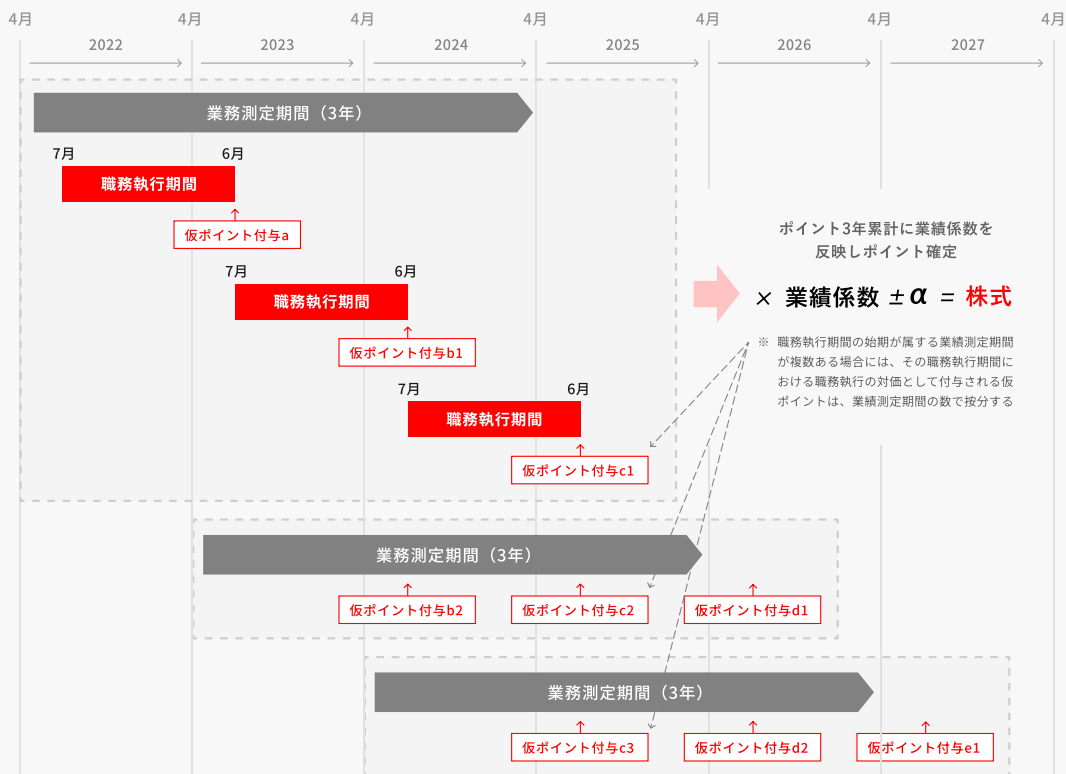 4月 4月 4月 4月 4月 4月 4月
2022 2023 2024 2025 2026 2027
業務測定期間（3年）
7月 6月
職務執行期間
仮ポイント付与a
7月 6月
職務執行期間
仮ポイント付与b1
7月 6月
職務執行期間
仮ポイント付与c1
ポイント3年累計に業績係数を
反映しポイント確定
× 業績係数 ±α = 株式
※ 職務執行期間の始期が属する業績測定期間
が複数ある場合には、その職務執行期間に
おける職務執行の対価として付与される仮
ポイントは、業績測定期間の数で按分する
業務測定期間（3年）
仮ポイント付与b2 仮ポイント付与c2 仮ポイント付与d1
業務測定期間（3年）
仮ポイント付与c3 仮ポイント付与d2 仮ポイント付与e1